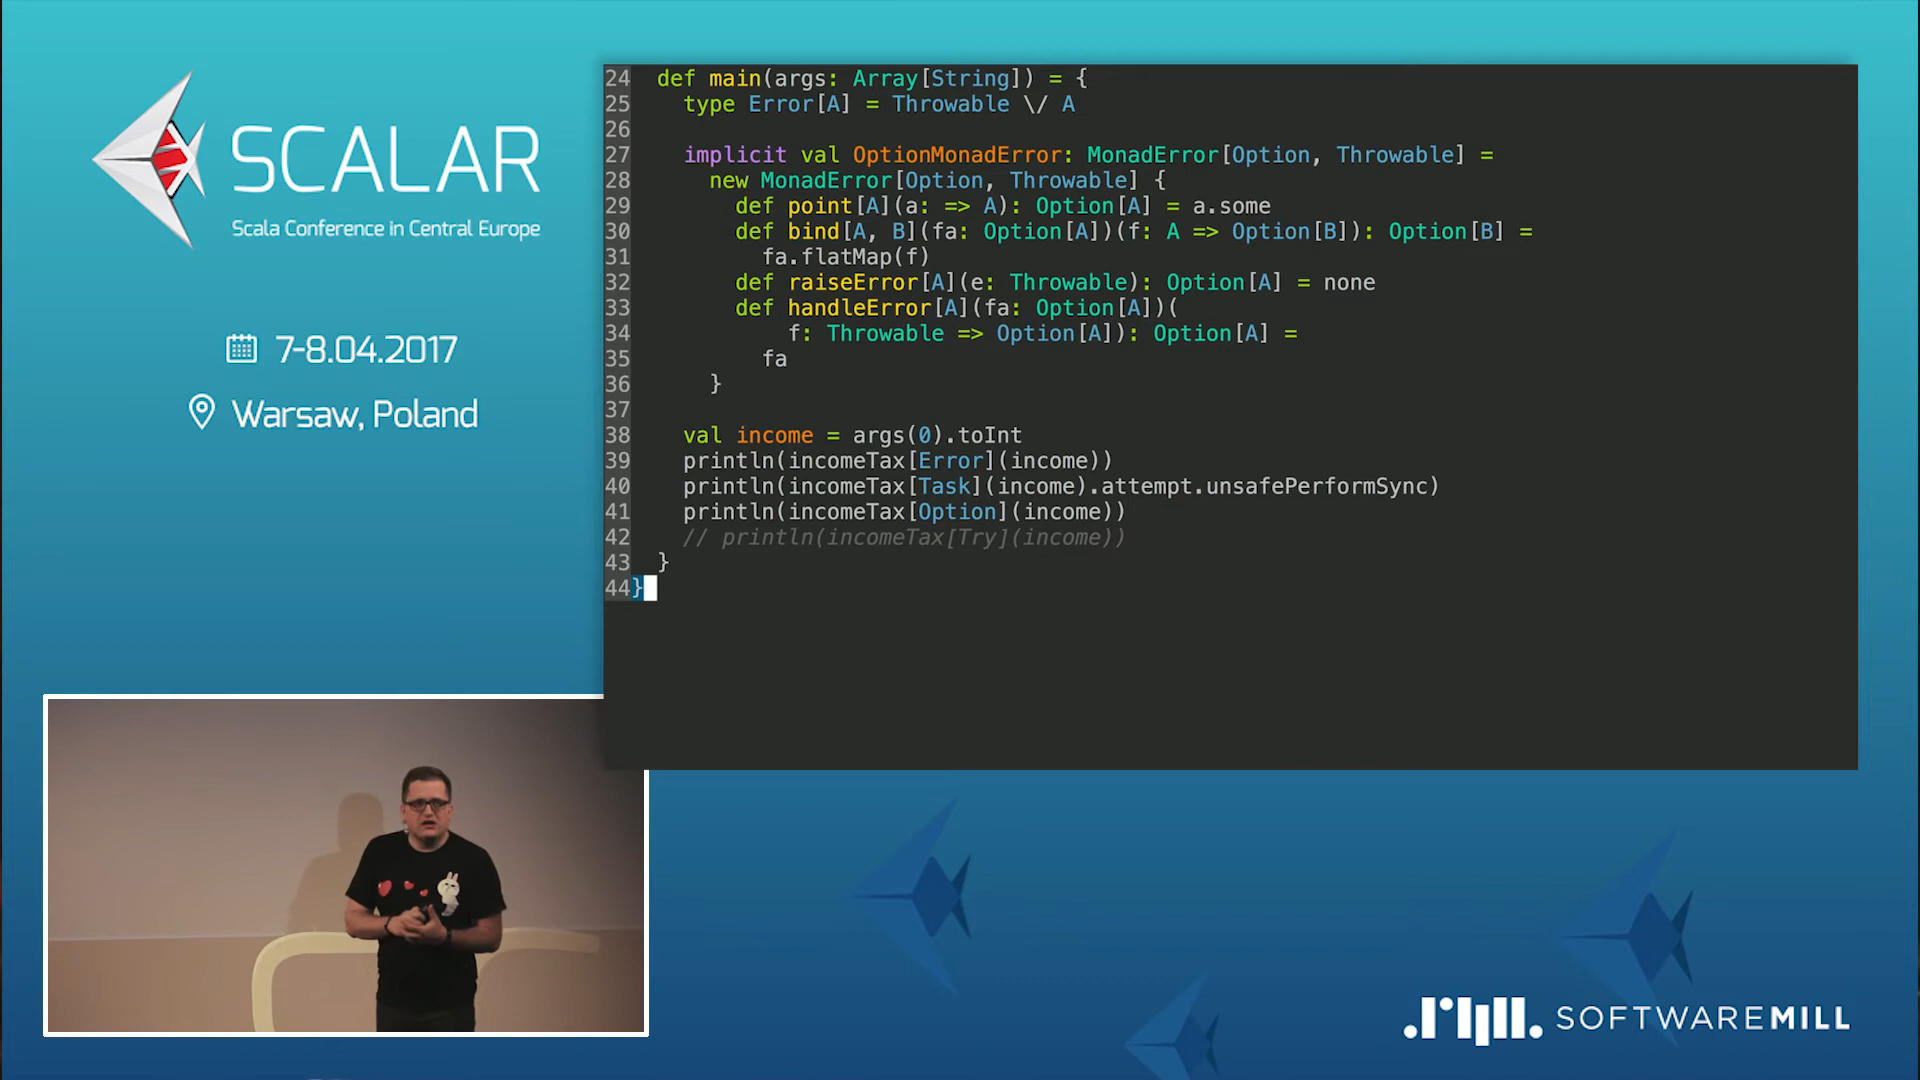 SCALAR
Scala Conference in Central Europe
7-8.04.2017
Warsaw, Poland
24 def main(args: Array[String]) = {
25 type Error[A] = Throwable \/ A
26
27 implicit val OptionMonadError: MonadError[Option, Throwable] =
28 new MonadError[Option, Throwable] {
29 def point[A](a: => A): Option[A] = a.some
30 def bind[A, B](fa: Option[A])(f: A => Option[B]): Option[B] =
31 fa.flatMap(f)
32 def raiseError[A](e: Throwable): Option[A] = none
33 def handleError[A](fa: Option[A])(
34 f: Throwable => Option[A]): Option[A] =
35 fa
36 }
37
38 val income = args(0).toInt
39 println(incomeTax[Error](income))
40 println(incomeTax[Task](income).attempt.unsafePerformSync)
41 println(incomeTax[Option](income))
42 // println(incomeTax[Try](income))
43 }
44 }
SOFTWAREMILL